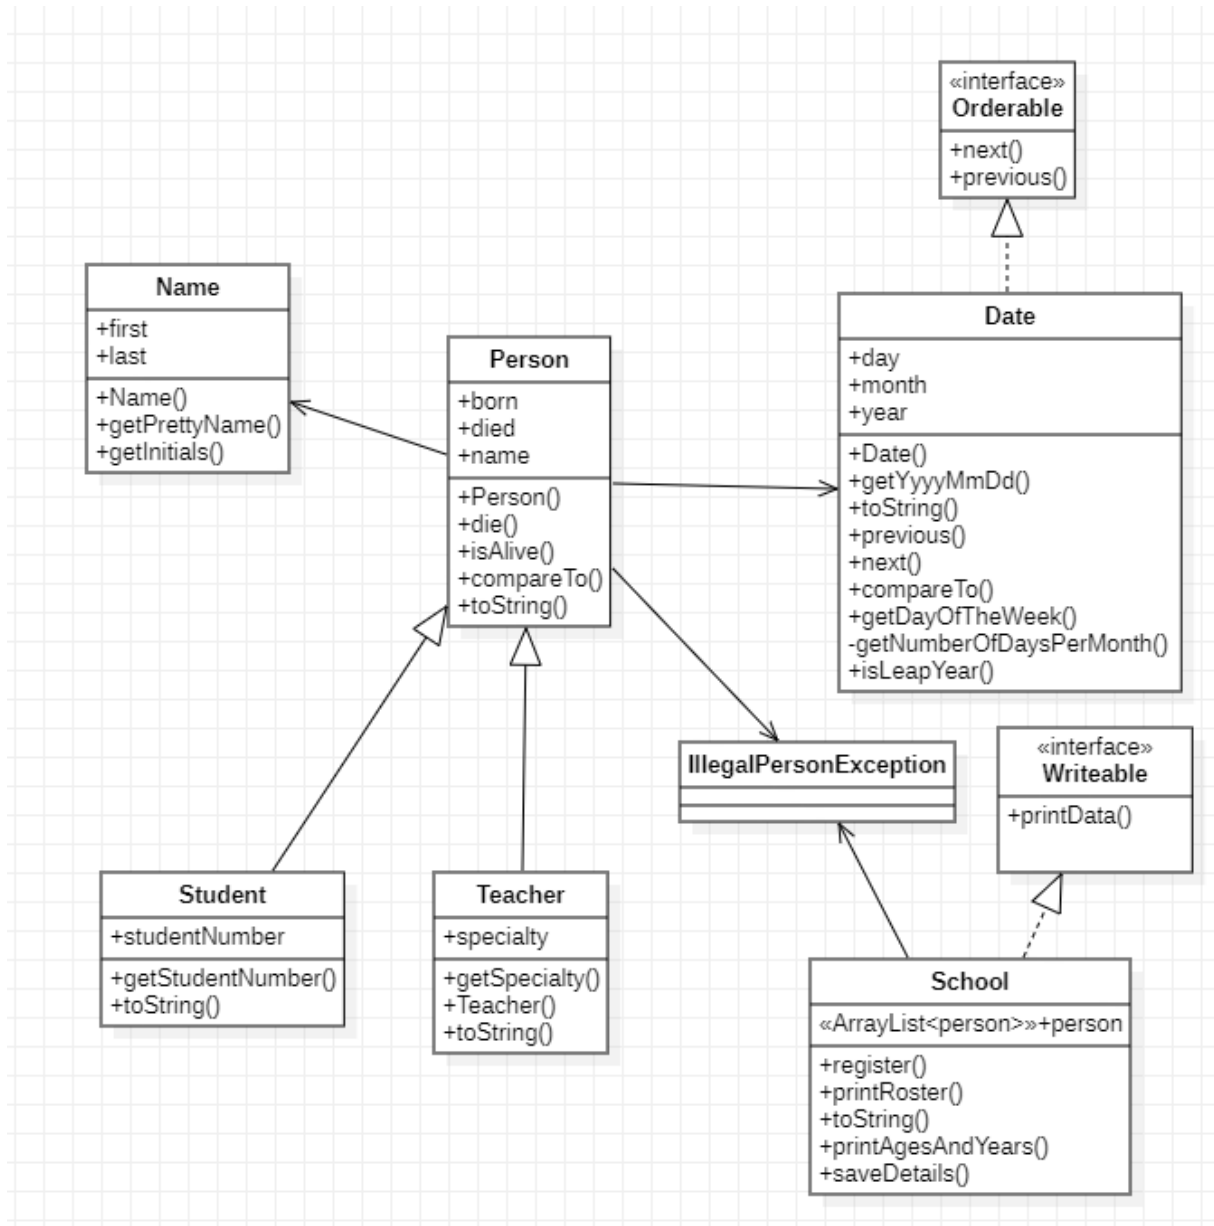 «interface»
Orderable
+next()
+previous()
Name
+first
+last
+Name()
+getPrettyName()
+getInitials()
Person
+born
+died
+name
+Person()
+die()
+isAlive()
+compareTo()
+toString()
Date
+day
+month
+year
+Date()
+getYyyyMmDd()
+toString()
+previous()
+next()
+compareTo()
+getDayOfTheWeek()
-getNumberOfDaysPerMonth()
+isLeapYear()
IllegalPersonException
«interface»
Writeable
+printData()
Student
+studentNumber
+getStudentNumber()
+toString()
Teacher
+specialty
+getSpecialty()
+Teacher()
+toString()
School
«ArrayList<person>»+person
+register()
+printRoster()
+toString()
+printAgesAndYears()
+saveDetails()